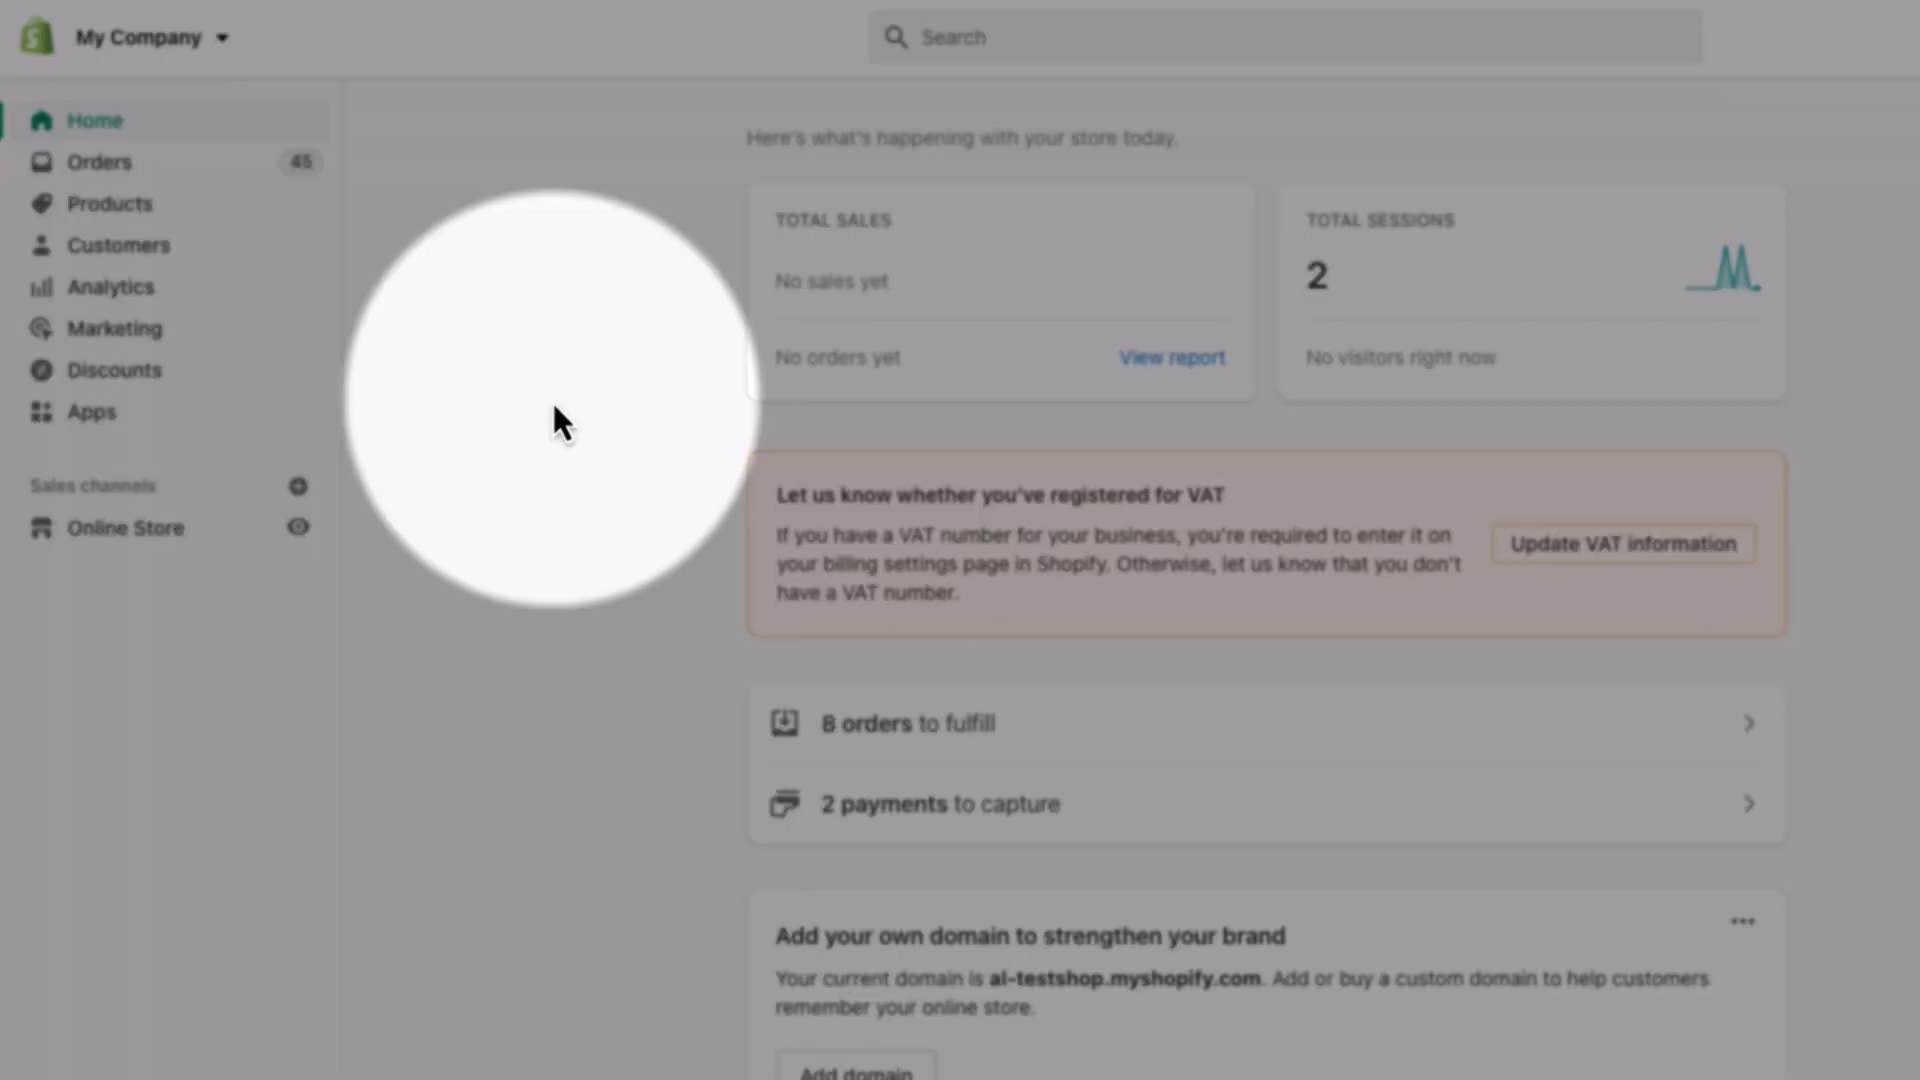 My Company
Search
Home
Orders 45
Products
Customers
Analytics
Marketing
Discounts
Apps
Sales channels
Online Store
Here's what's happening with your store today.
TOTAL SALES
No sales yet
No orders yet View report
TOTAL SESSIONS
2
No visitors right now
Let us know whether you've registered for VAT
If you have a VAT number for your business, you're required to enter it on
your billing settings page in Shopify. Otherwise, let us know that you don't
have a VAT number.
Update VAT information
8 orders to fulfill
2 payments to capture
Add your own domain to strengthen your brand
Your current domain is al-testshop.myshopify.com. Add or buy a custom domain to help customers
remember your online store.
Add domain